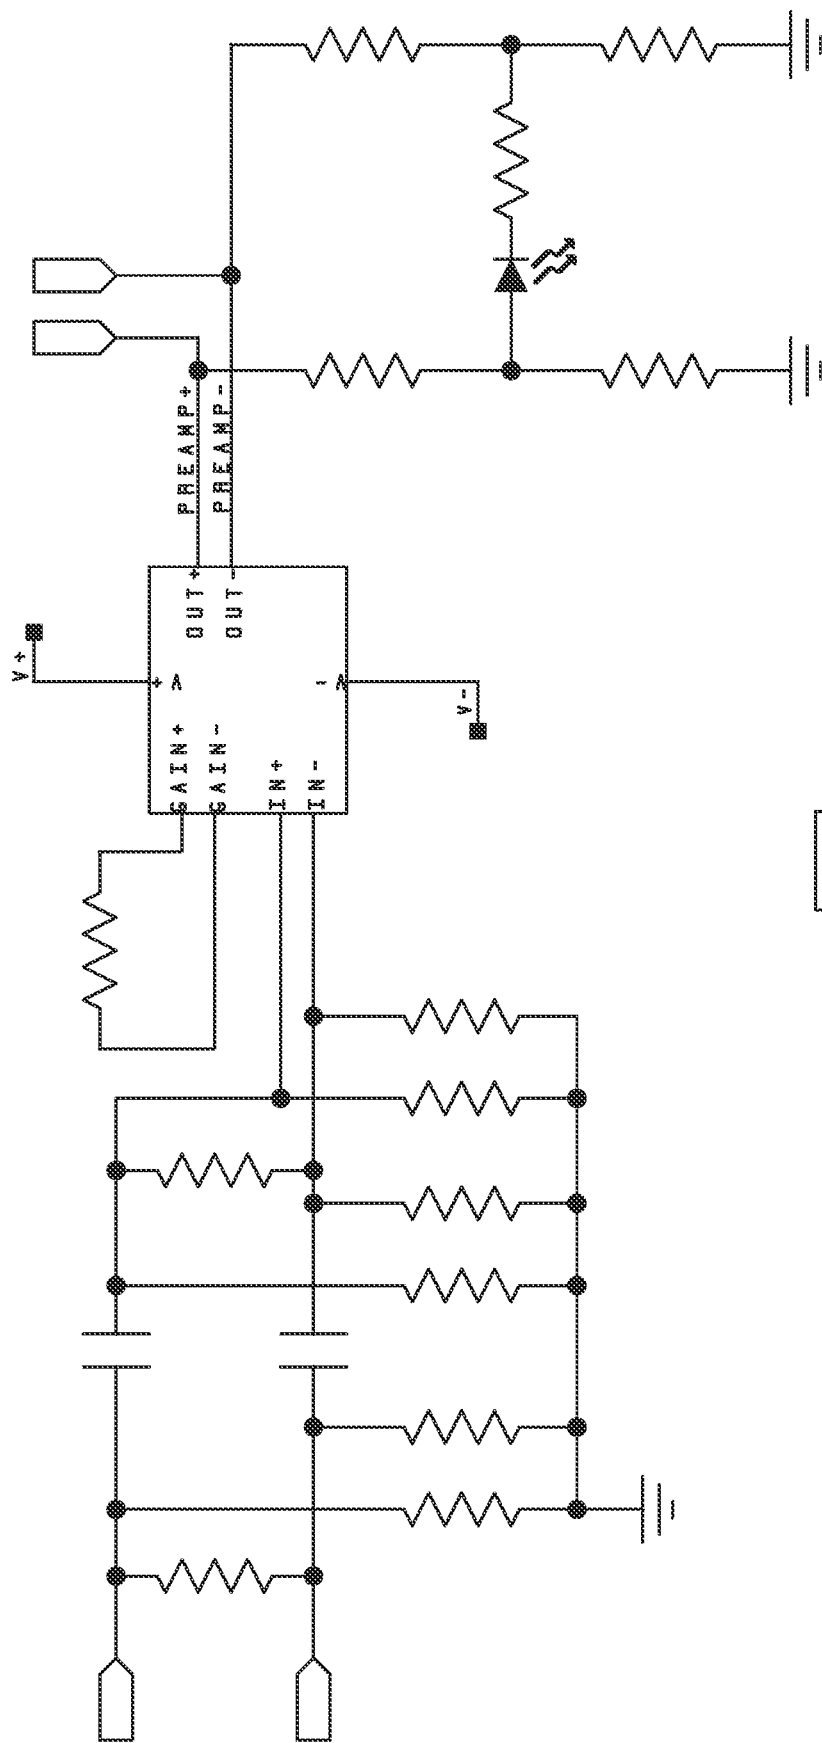 PREAMP+
PREAMP-
OUT+
OUT-
V+
+V
-V
V-
GAIN+
GAIN-
IN+
IN-